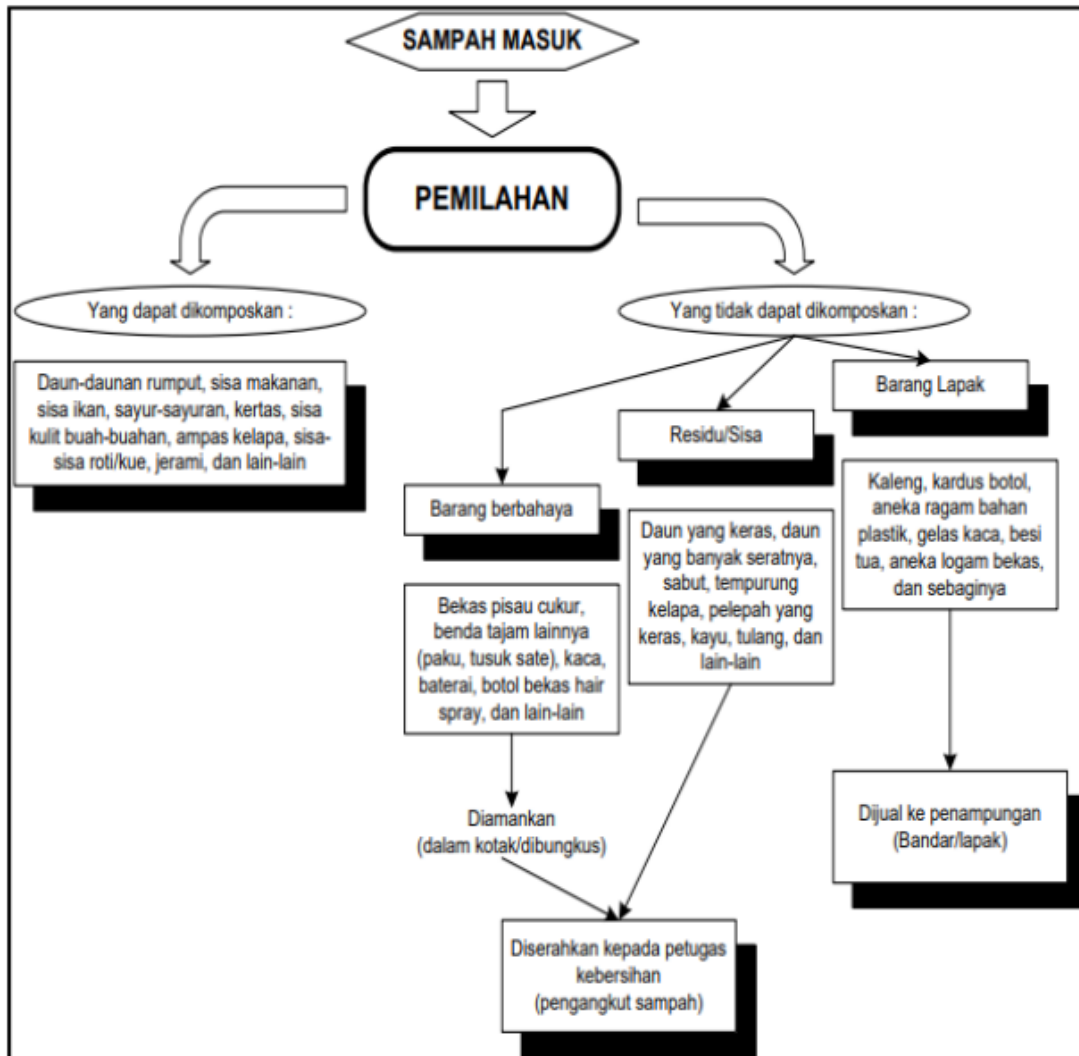 SAMPAH MASUK
PEMILAHAN
Yang dapat dikomposkan :
Daun-daunan rumput, sisa makanan,
sisa ikan, sayur-sayuran, kertas, sisa
kulit buah-buahan, ampas kelapa, sisa-
sisa roti/kue, jerami, dan lain-lain
Yang tidak dapat dikomposkan :
Barang berbahaya
Bekas pisau cukur,
benda tajam lainnya
(paku, tusuk sate), kaca,
baterai, botol bekas hair
spray, dan lain-lain
Diamankan
(dalam kotak/dibungkus)
Residu/Sisa
Daun yang keras, daun
yang banyak seratnya,
sabut, tempurung
kelapa, pelepah yang
keras, kayu, tulang, dan
lain-lain
Diserahkan kepada petugas
kebersihan
(pengangkut sampah)
Barang Lapak
Kaleng, kardus botol,
aneka ragam bahan
plastik, gelas kaca, besi
tua, aneka logam bekas,
dan sebaginya
Dijual ke penampungan
(Bandar/lapak)